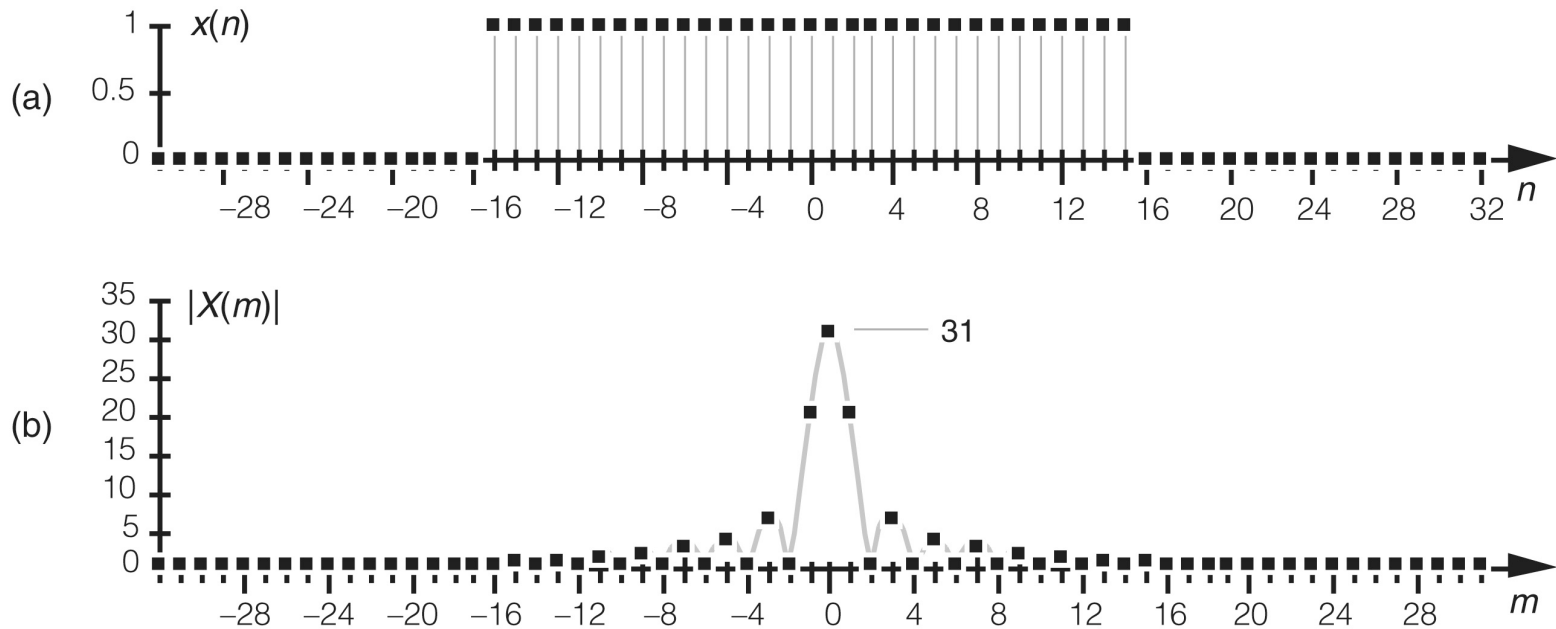 (a)
x(n)
1
0.5
0
–28 –24 –20 –16 –12 –8 –4 0 4 8 12 16 20 24 28 32 n
(b)
|X(m)|
35
30
31
25
20
15
10
5
0
–28 –24 –20 –16 –12 –8 –4 0 4 8 12 16 20 24 28 m